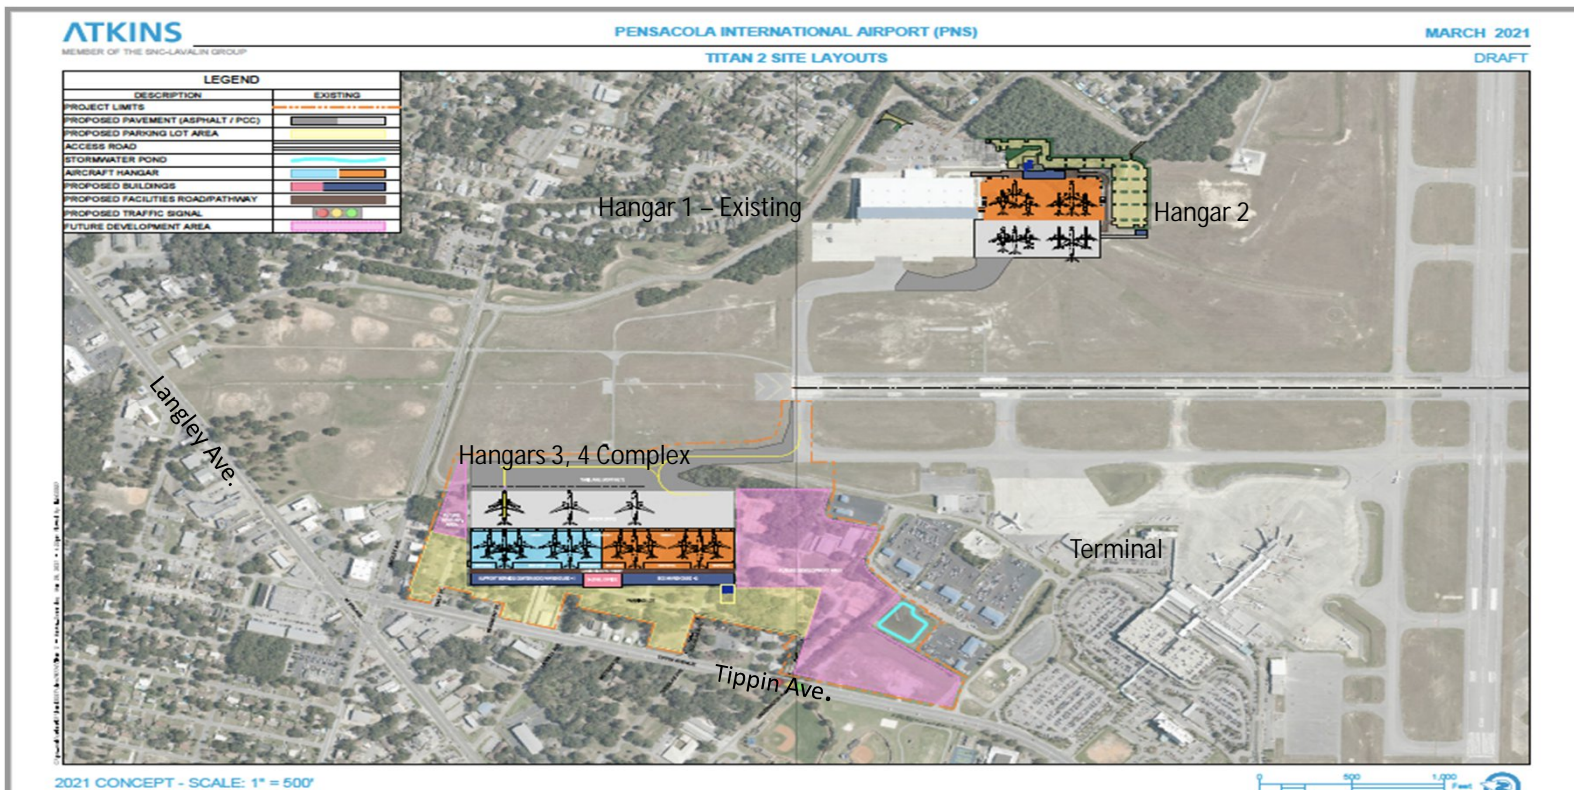 ATKINS
MEMBER OF THE SNC-LAVALIN GROUP
PENSACOLA INTERNATIONAL AIRPORT (PNS)
MARCH 2021
TITAN 2 SITE LAYOUTS
DRAFT
LEGEND
DESCRIPTION EXISTING
PROJECT LIMITS
PROPOSED PAVEMENT (ASPHALT / PCC)
PROPOSED PARKING LOT AREA
ACCESS ROAD
STORMWATER POND
AIRCRAFT HANGAR
PROPOSED BUILDINGS
PROPOSED FACILITIES ROAD/PATHWAY
PROPOSED TRAFFIC SIGNAL
FUTURE DEVELOPMENT AREA
Hangar 1 – Existing
Hangar 2
Langley Ave.
Hangars 3, 4 Complex
Terminal
Tippin Ave.
2021 CONCEPT - SCALE: 1" = 500'
0 500 1,000
Feet